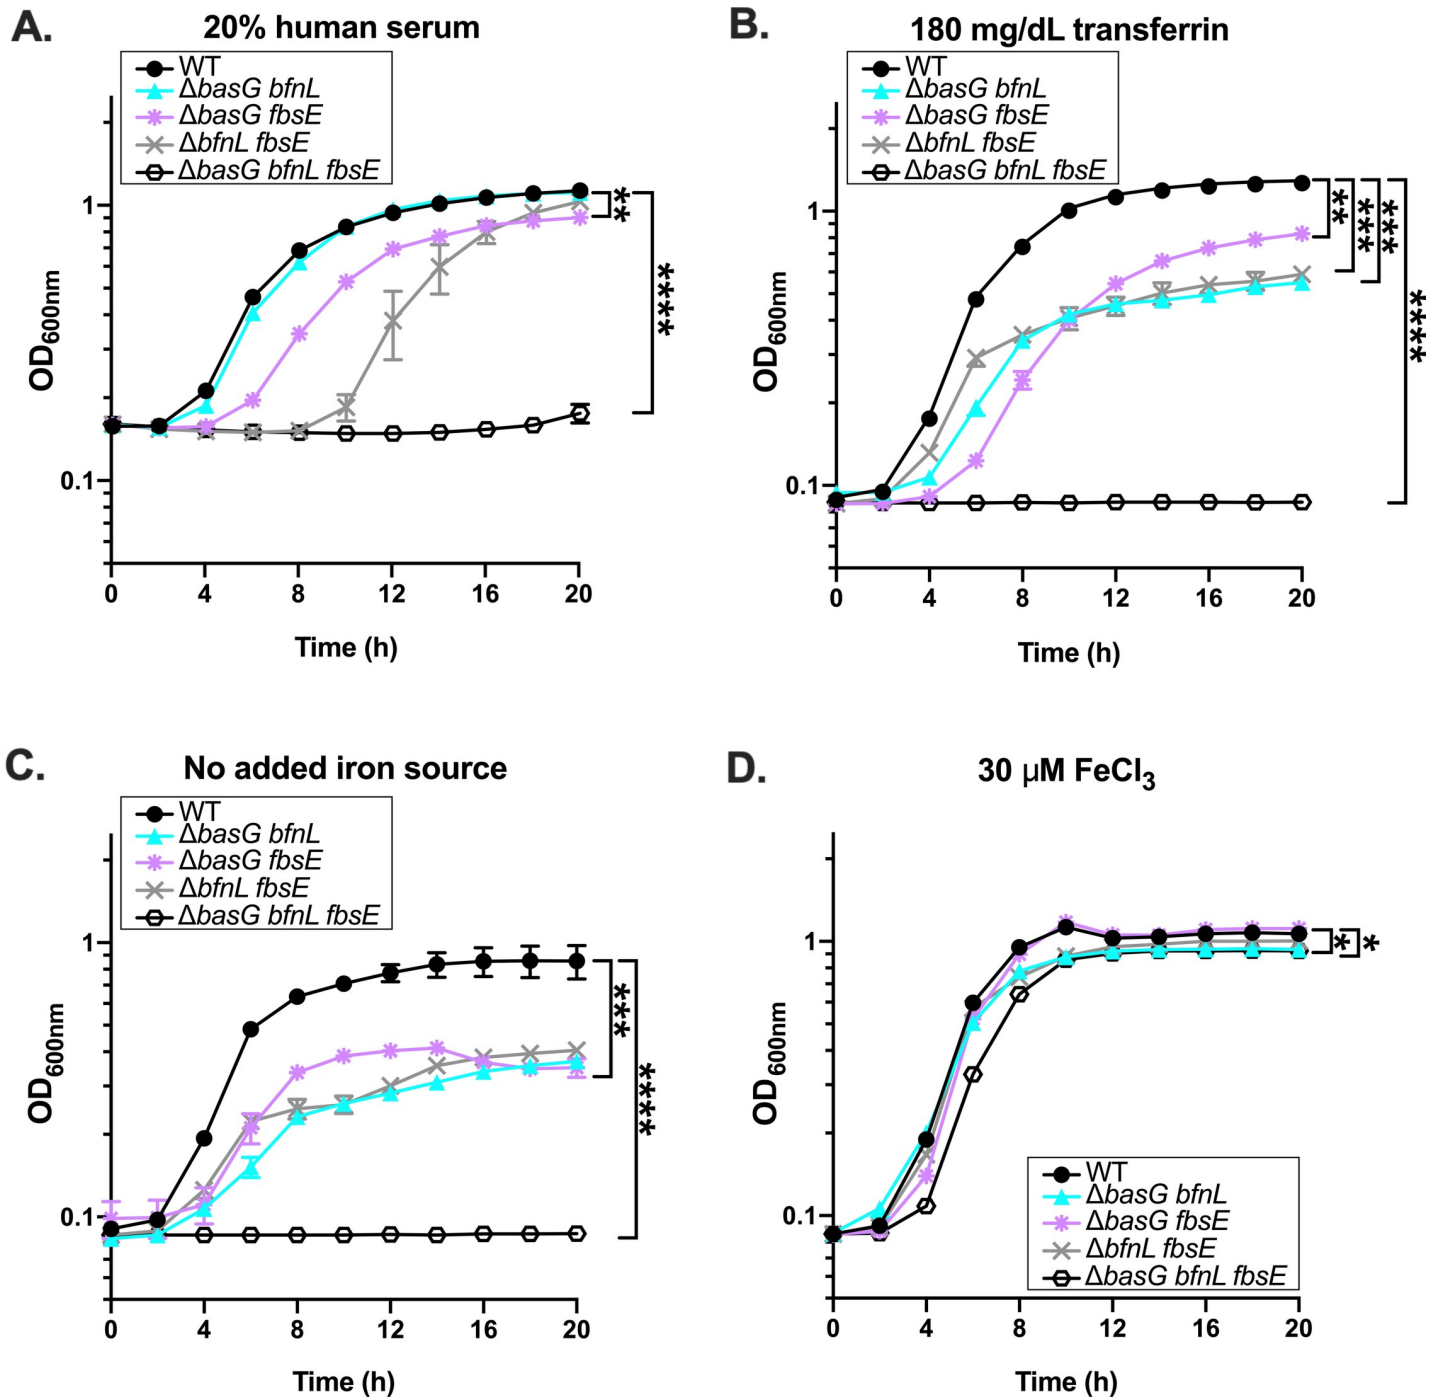 A.
20% human serum
WT
ΔbasG bfnL
ΔbasG fbsE
ΔbfnL fbsE
ΔbasG bfnL fbsE
1
0.1
OD600nm
0 4 8 12 16 20
Time (h)
**
****
B.
180 mg/dL transferrin
WT
ΔbasG bfnL
ΔbasG fbsE
ΔbfnL fbsE
ΔbasG bfnL fbsE
1
0.1
OD600nm
0 4 8 12 16 20
Time (h)
**
***
***
****
C.
No added iron source
WT
ΔbasG bfnL
ΔbasG fbsE
ΔbfnL fbsE
ΔbasG bfnL fbsE
1
0.1
OD600nm
0 4 8 12 16 20
Time (h)
***
****
D.
30 μM FeCl3
1
0.1
OD600nm
WT
ΔbasG bfnL
ΔbasG fbsE
ΔbfnL fbsE
ΔbasG bfnL fbsE
0 4 8 12 16 20
Time (h)
*
*